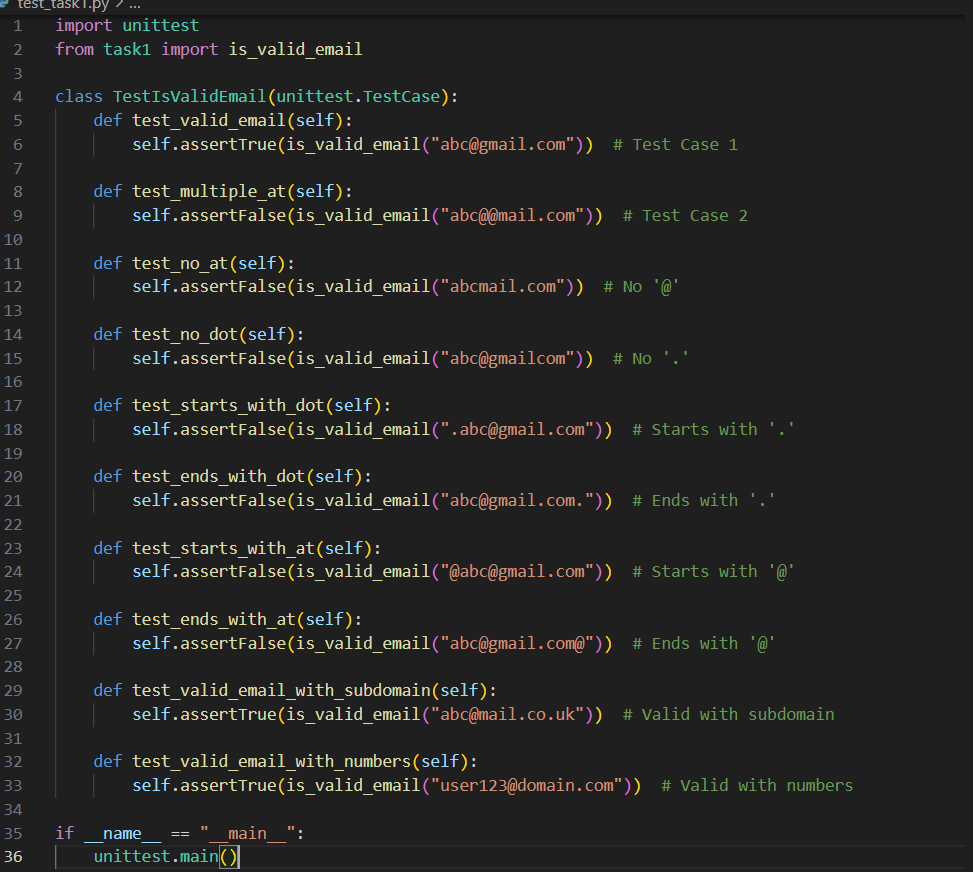 test_task1.py > ...
1 import unittest
2 from task1 import is_valid_email
3
4 class TestIsValidEmail(unittest.TestCase):
5     def test_valid_email(self):
6         self.assertTrue(is_valid_email("abc@gmail.com"))  # Test Case 1
7
8     def test_multiple_at(self):
9         self.assertFalse(is_valid_email("abc@@mail.com"))  # Test Case 2
10
11     def test_no_at(self):
12         self.assertFalse(is_valid_email("abcmail.com"))  # No '@'
13
14     def test_no_dot(self):
15         self.assertFalse(is_valid_email("abc@gmailcom"))  # No '.'
16
17     def test_starts_with_dot(self):
18         self.assertFalse(is_valid_email(".abc@gmail.com"))  # Starts with '.'
19
20     def test_ends_with_dot(self):
21         self.assertFalse(is_valid_email("abc@gmail.com."))  # Ends with '.'
22
23     def test_starts_with_at(self):
24         self.assertFalse(is_valid_email("@abc@gmail.com"))  # Starts with '@'
25
26     def test_ends_with_at(self):
27         self.assertFalse(is_valid_email("abc@gmail.com@"))  # Ends with '@'
28
29     def test_valid_email_with_subdomain(self):
30         self.assertTrue(is_valid_email("abc@mail.co.uk"))  # Valid with subdomain
31
32     def test_valid_email_with_numbers(self):
33         self.assertTrue(is_valid_email("user123@domain.com"))  # Valid with numbers
34
35 if __name__ == "__main__":
36     unittest.main()